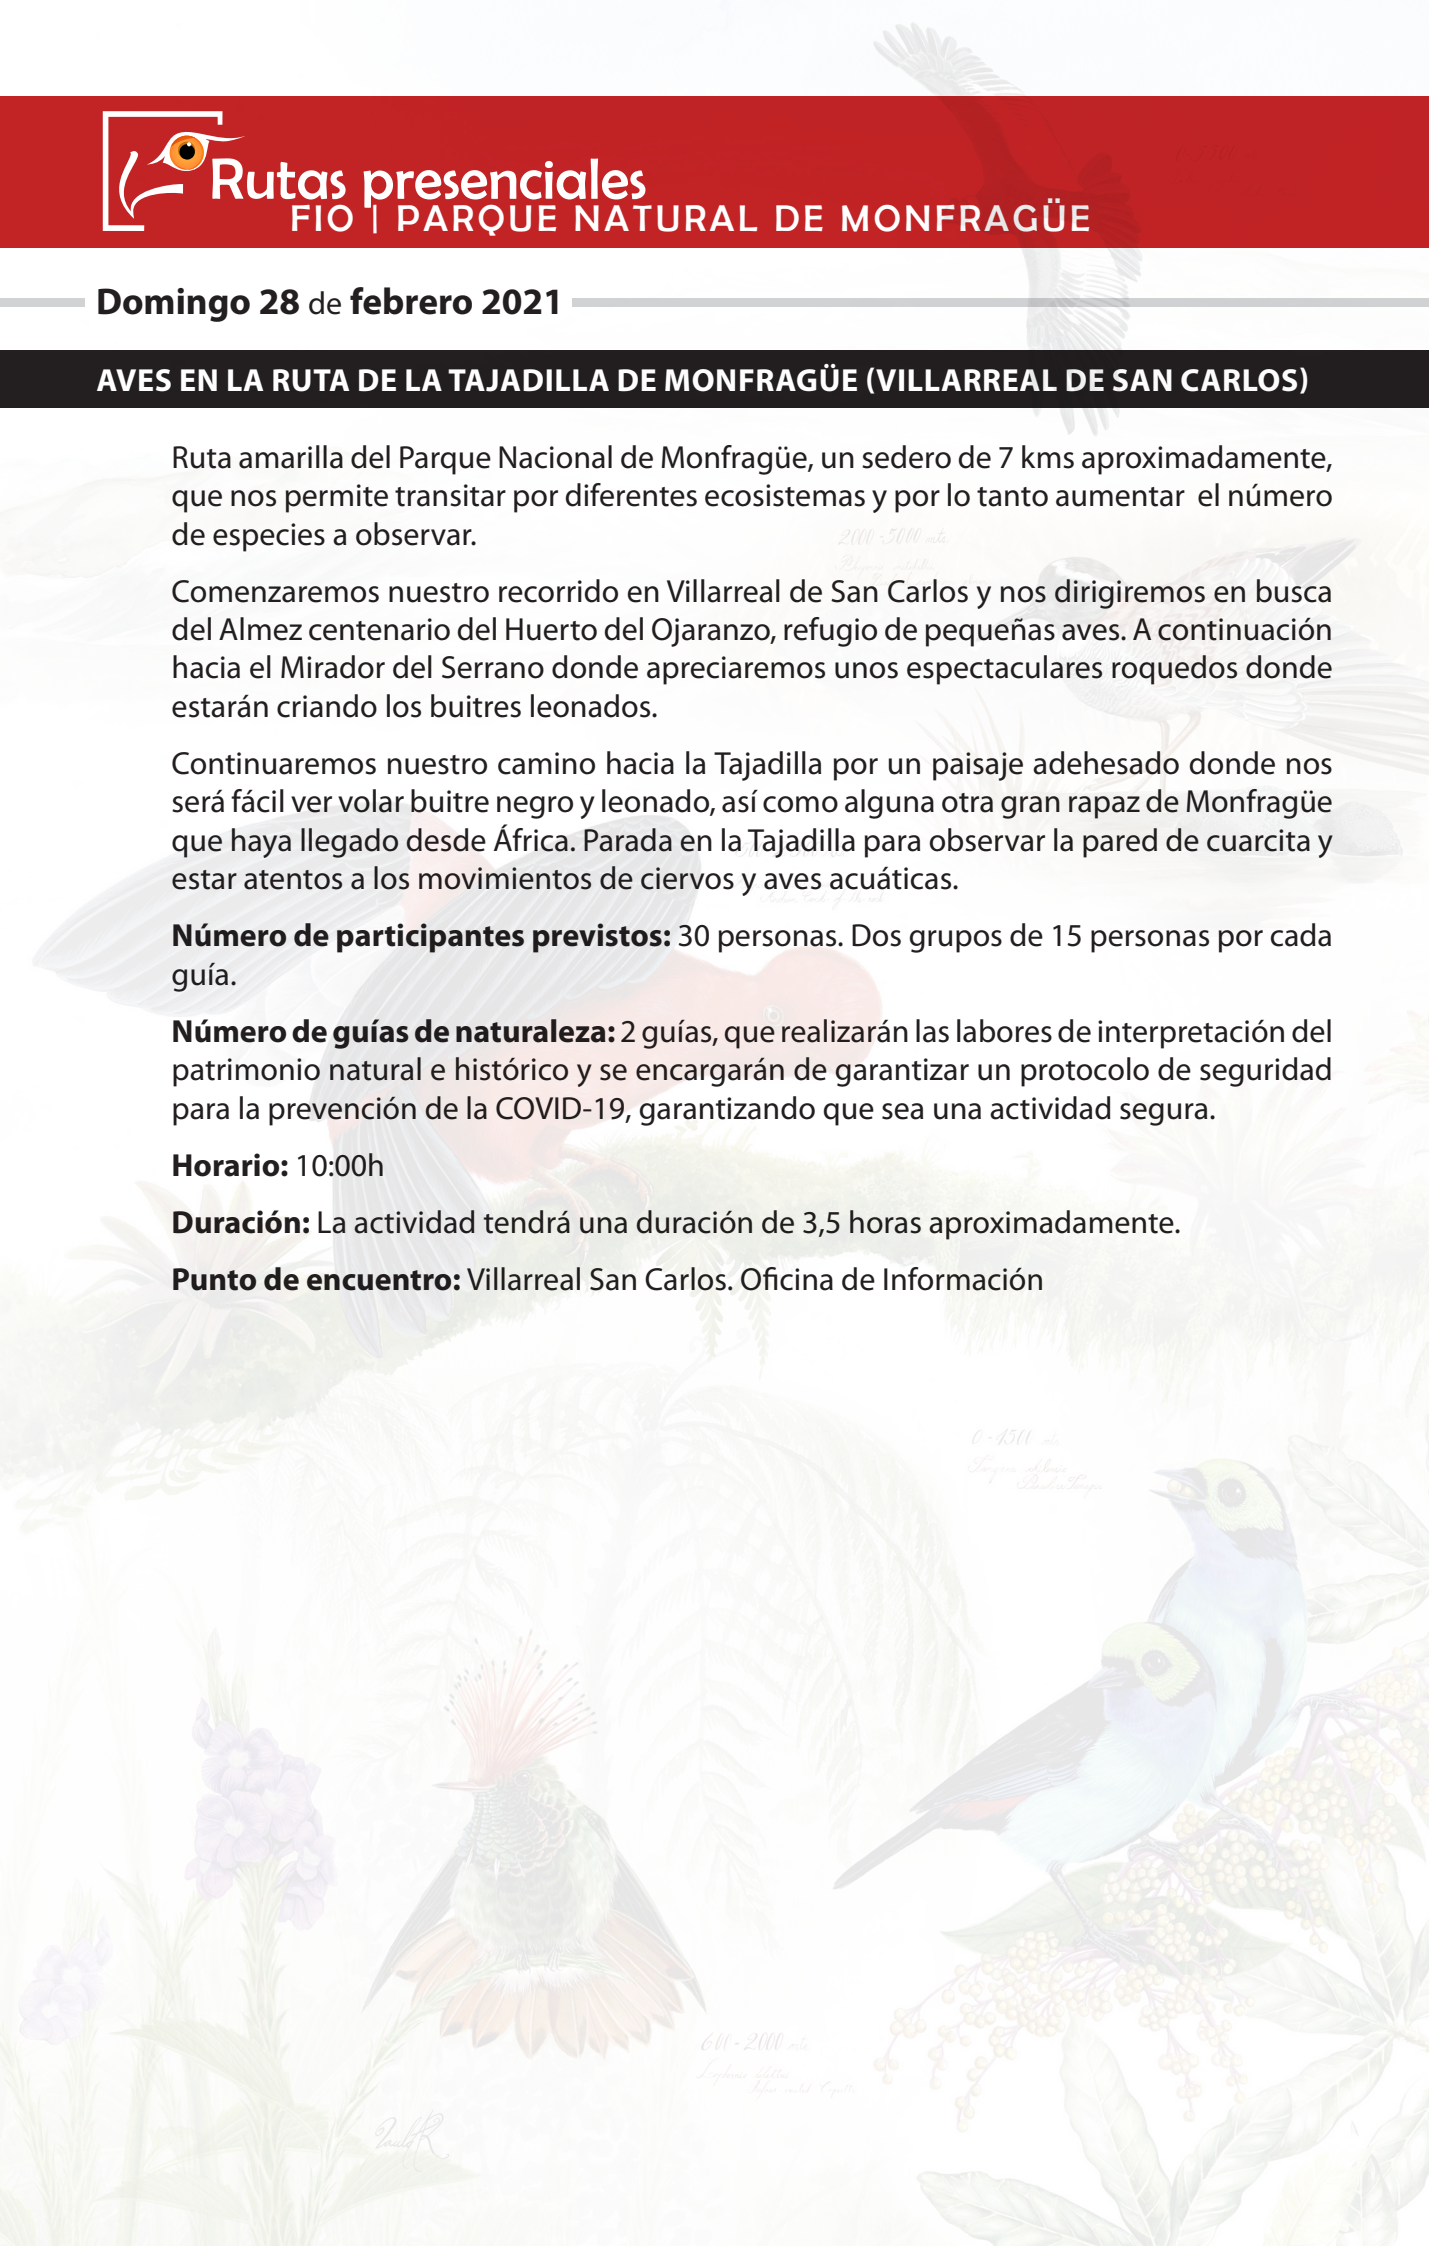 Rutas presenciales
FIO | PARQUE NATURAL DE MONFRAGÜE
Domingo 28 de febrero 2021
AVES EN LA RUTA DE LA TAJADILLA DE MONFRAGÜE (VILLARREAL DE SAN CARLOS)
Ruta amarilla del Parque Nacional de Monfragüe, un sedero de 7 kms aproximadamente,
que nos permite transitar por diferentes ecosistemas y por lo tanto aumentar el número
de especies a observar.
2000 - 5000 mts.
Comenzaremos nuestro recorrido en Villarreal de San Carlos y nos dirigiremos en busca
del Almez centenario del Huerto del Ojaranzo, refugio de pequeñas aves. A continuación
hacia el Mirador del Serrano donde apreciaremos unos espectaculares roquedos donde
estarán criando los buitres leonados.
Continuaremos nuestro camino hacia la Tajadilla por un paisaje adehesado donde nos
será fácil ver volar buitre negro y leonado, así como alguna otra gran rapaz de Monfragüe
que haya llegado desde África. Parada en la Tajadilla para observar la pared de cuarcita y
estar atentos a los movimientos de ciervos y aves acuáticas.
Número de participantes previstos: 30 personas. Dos grupos de 15 personas por cada
guía.
Número de guías de naturaleza: 2 guías, que realizarán las labores de interpretación del
patrimonio natural e histórico y se encargarán de garantizar un protocolo de seguridad
para la prevención de la COVID-19, garantizando que sea una actividad segura.
Horario: 10:00h
Duración: La actividad tendrá una duración de 3,5 horas aproximadamente.
Punto de encuentro: Villarreal San Carlos. Oficina de Información
0 - 4500 mts
600 - 2000 mts